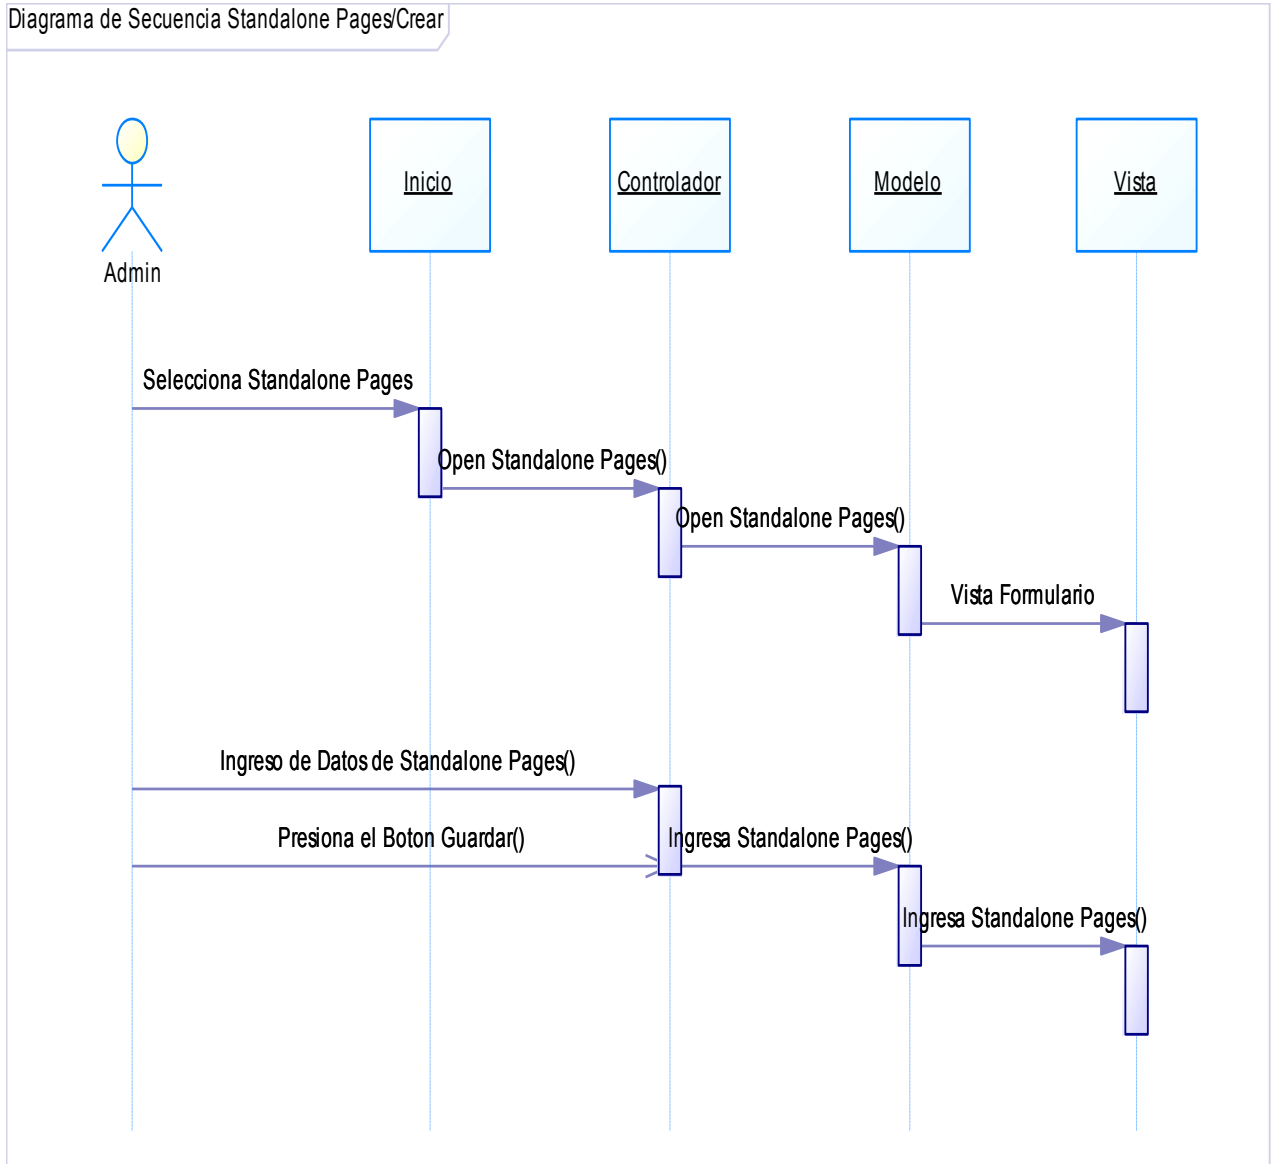 Diagrama de Secuencia Standalone Pages/Crear
Inicio
Controlador
Modelo
Vista
Admin
Selecciona Standalone Pages
Open Standalone Pages()
Open Standalone Pages()
Vista Formulario
Ingreso de Datos de Standalone Pages()
Presiona el Boton Guardar()
Ingresa Standalone Pages()
Ingresa Standalone Pages()